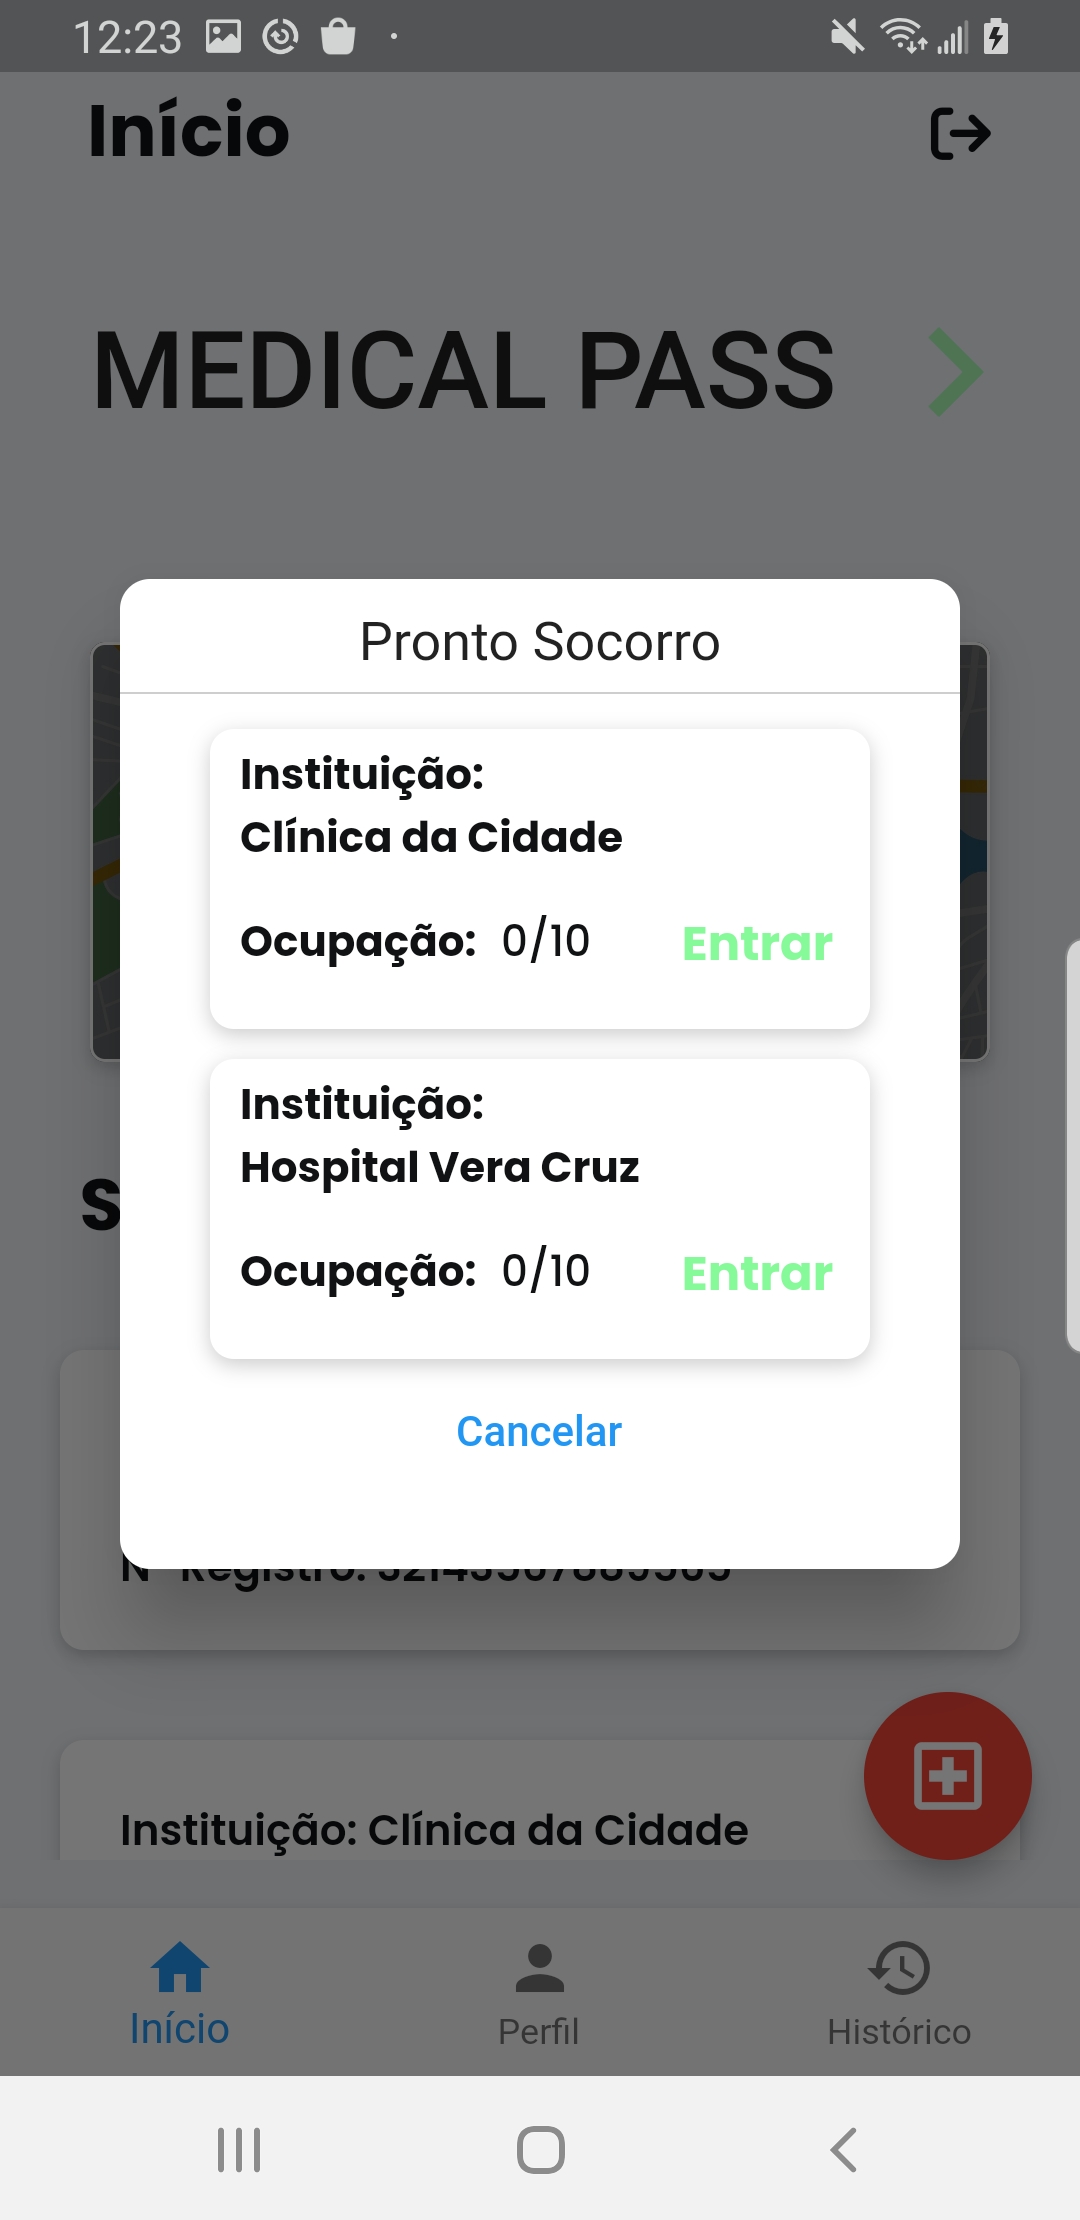 12:23
Início
MEDICAL PASS
Pronto Socorro
Instituição:
Clínica da Cidade
Ocupação: 0/10 Entrar
Instituição:
Hospital Vera Cruz
Ocupação: 0/10 Entrar
Cancelar
Instituição: Clínica da Cidade
Início
Perfil
Histórico